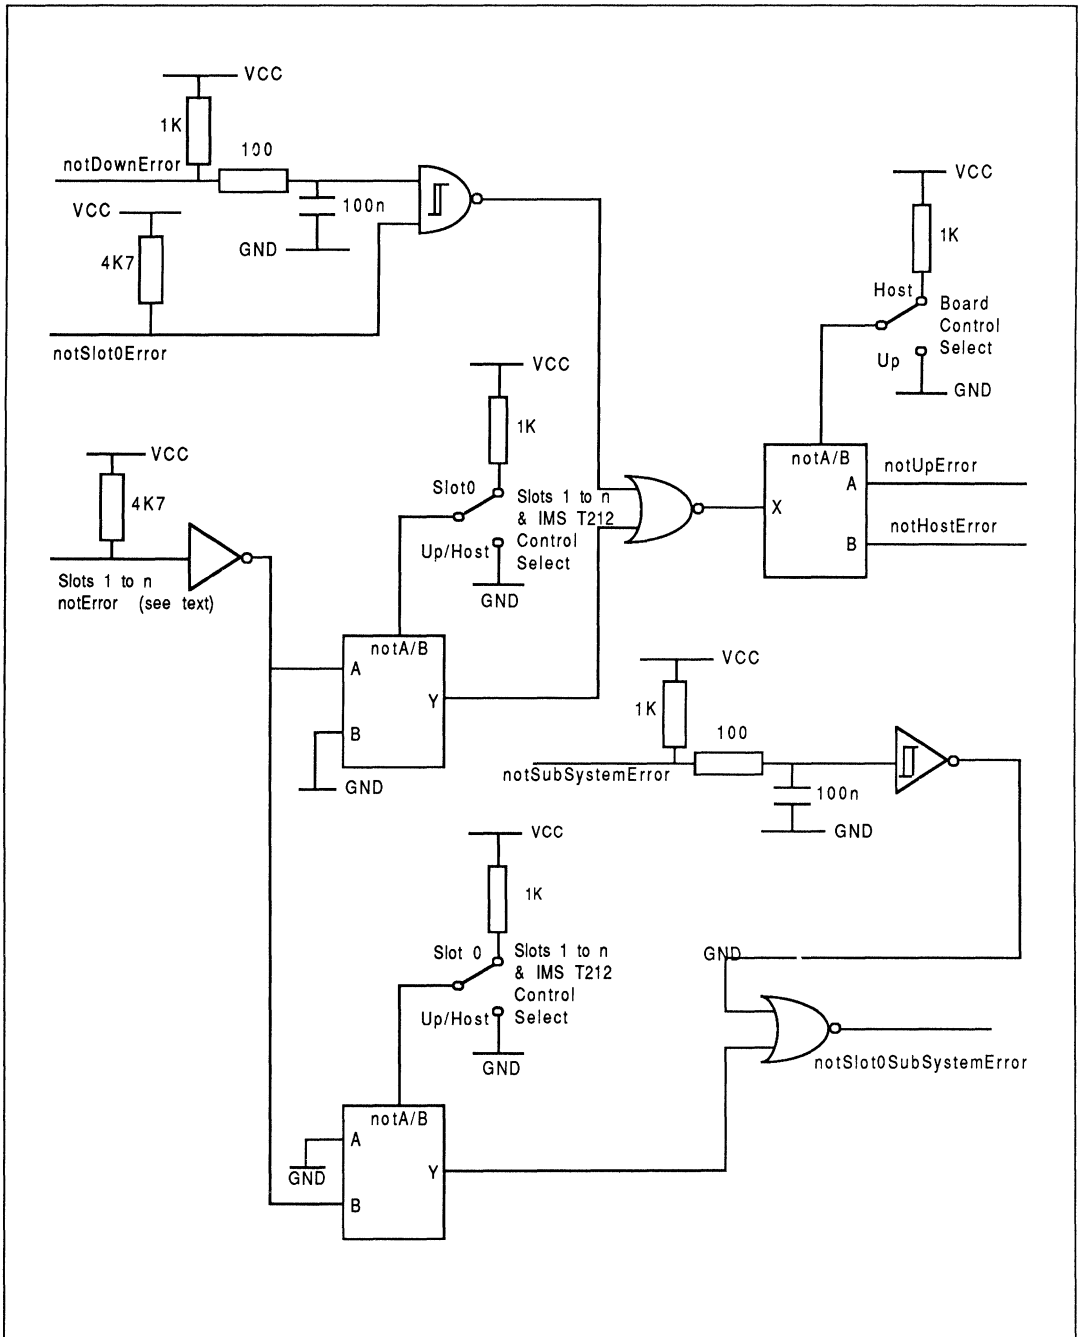 VCC
1K
100
notDownError
VCC
100n
GND
4K7
notSlot0Error
VCC
1K
Host
Board
Control
Select
Up
GND
VCC
1K
Slot0
Slots 1 to n
& IMS T212
Control
Select
Up/Host
GND
VCC
4K7
Slots 1 to n
notError (see text)
notA/B
A
B
Y
GND
notA/B
X
A
B
notUpError
notHostError
VCC
1K
100
notSubSystemError
100n
GND
VCC
1K
Slot 0
Slots 1 to n
& IMS T212
Control
Select
Up/Host
GND
GND
notSlot0SubSystemError
notA/B
A
GND
Y
B